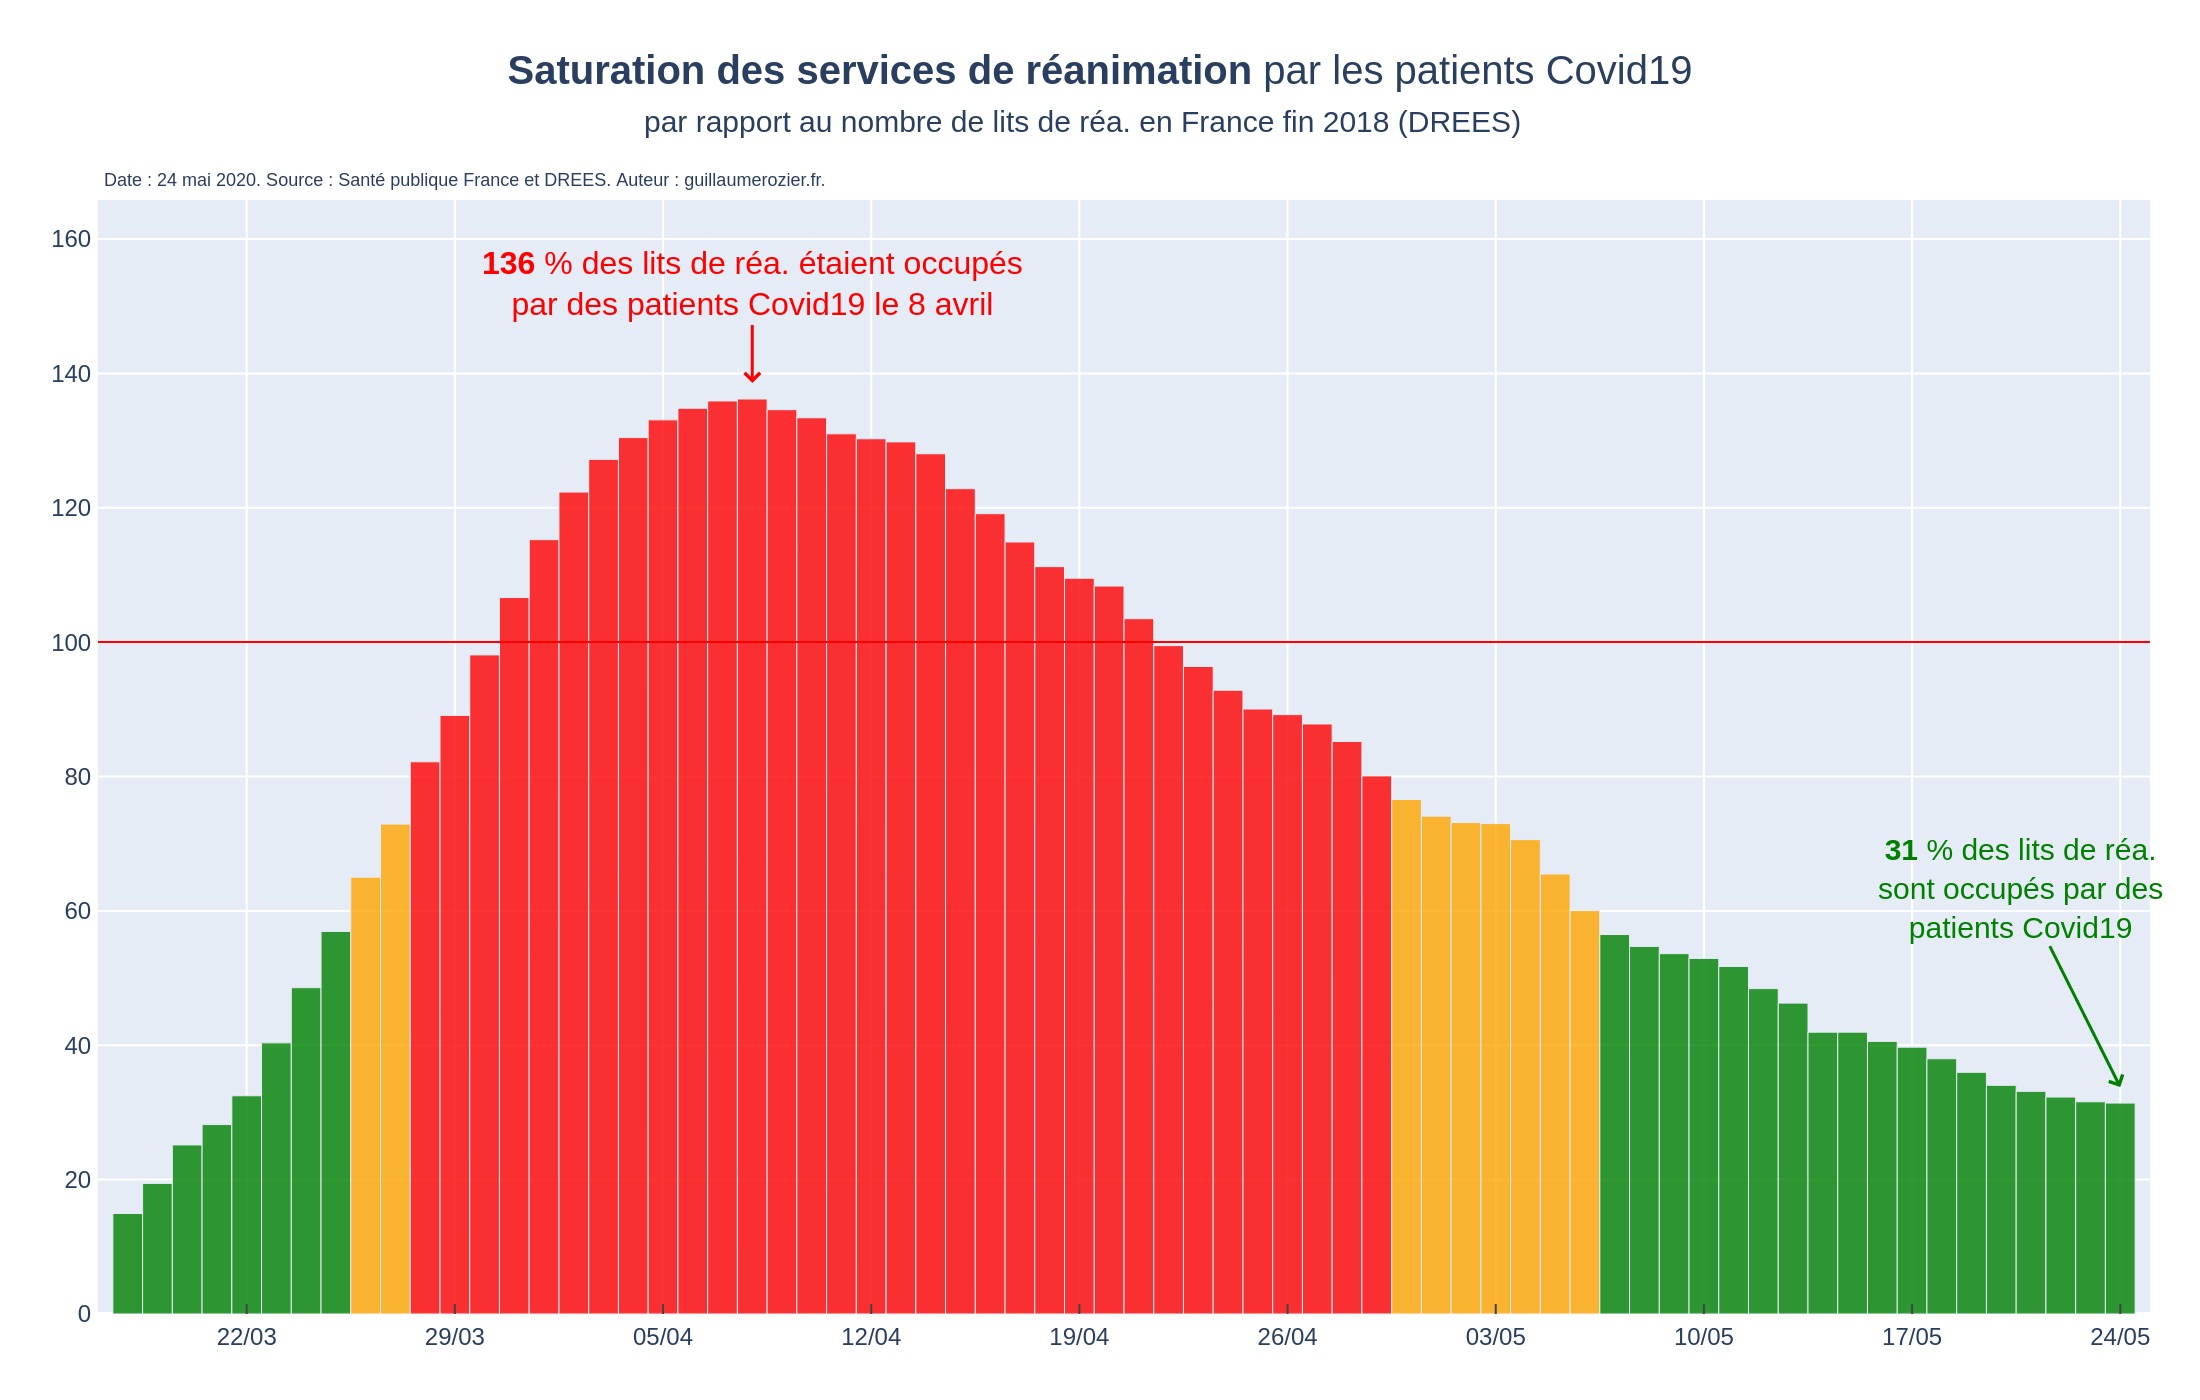 Saturation des services de réanimation par les patients Covid19
par rapport au nombre de lits de réa. en France fin 2018 (DREES)
Date : 24 mai 2020. Source : Santé publique France et DREES. Auteur : guillaumerozier.fr.
160
136 % des lits de réa. étaient occupés
par des patients Covid19 le 8 avril
140
120
100
80
31 % des lits de réa.
sont occupés par des
patients Covid19
60
40
20
0
22/03 29/03 05/04 12/04 19/04 26/04 03/05 10/05 17/05 24/05